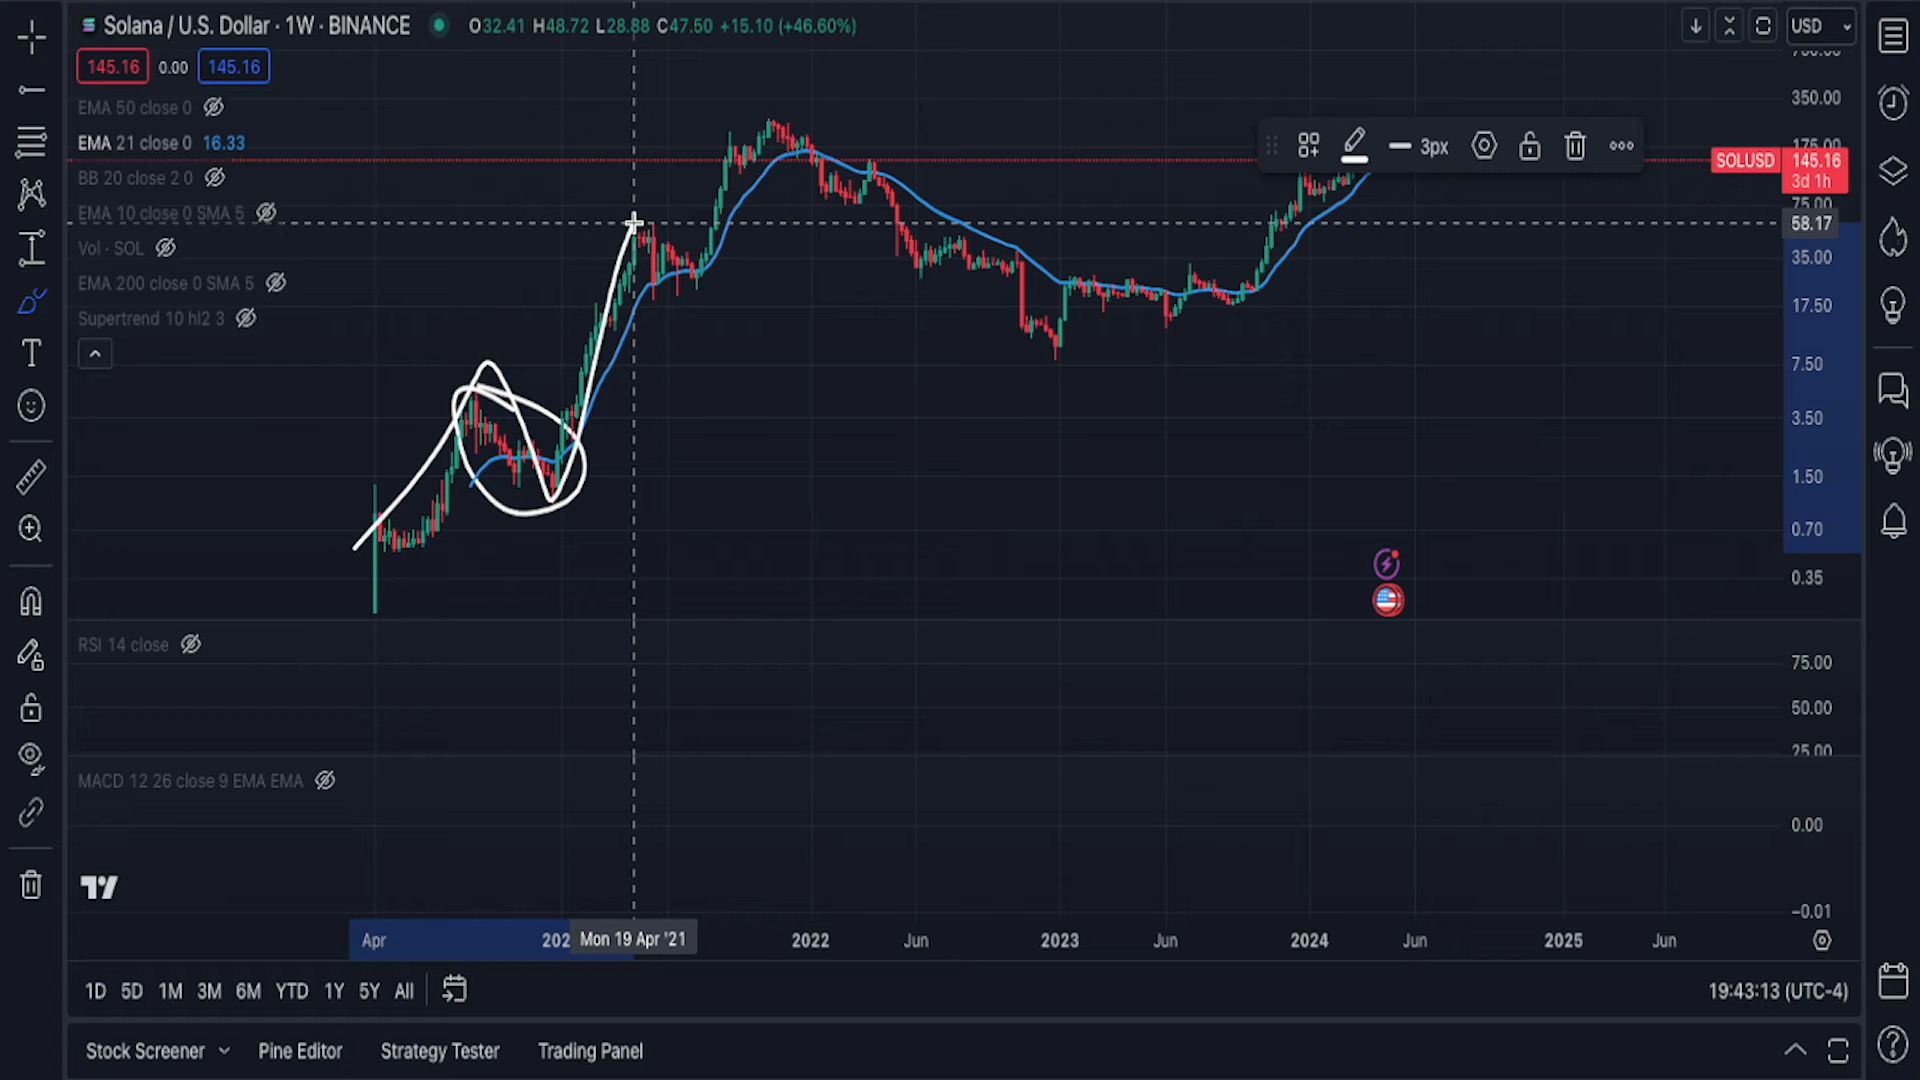 Solana / U.S. Dollar · 1W · BINANCE O32.41 H48.72 L28.88 C47.50 +15.10 (+46.60%)
USD
145.16 0.00 145.16
EMA 50 close 0
350.00
EMA 21 close 0 16.33
3px
175.00
SOLUSD 145.16
3d 1h
BB 20 close 2 0
75.00
EMA 10 close 0 SMA 5
58.17
Vol · SOL
35.00
EMA 200 close 0 SMA 5
17.50
Supertrend 10 hl2 3
7.50
3.50
1.50
0.70
0.35
RSI 14 close
75.00
50.00
25.00
MACD 12 26 close 9 EMA EMA
0.00
−0.01
Apr Mon 19 Apr '21 2022 Jun 2023 Jun 2024 Jun 2025 Jun
1D 5D 1M 3M 6M YTD 1Y 5Y All 19:43:13 (UTC-4)
Stock Screener Pine Editor Strategy Tester Trading Panel